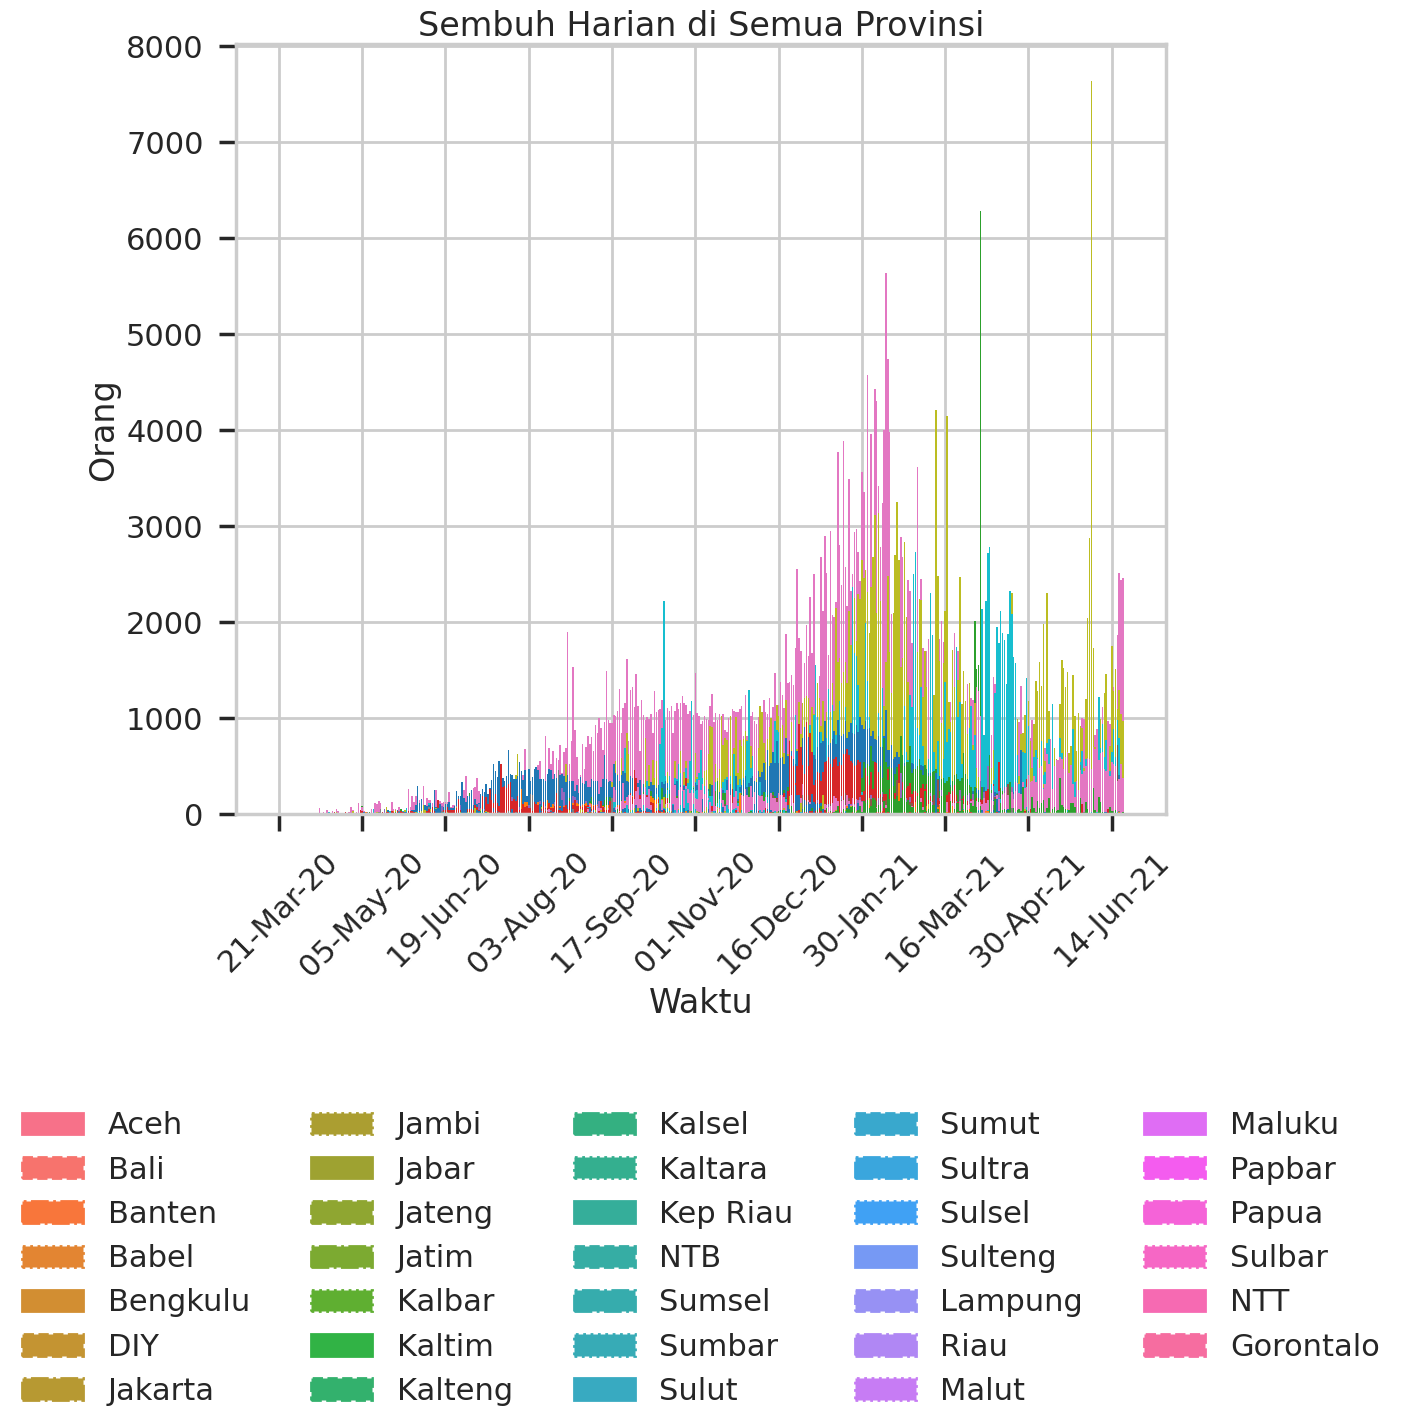 Sembuh Harian di Semua Provinsi
8000
7000
6000
5000
4000
3000
2000
1000
0
Orang
21-Mar-20
05-May-20
19-Jun-20
03-Aug-20
17-Sep-20
01-Nov-20
16-Dec-20
30-Jan-21
16-Mar-21
30-Apr-21
14-Jun-21
Waktu
Aceh
Bali
Banten
Babel
Bengkulu
DIY
Jakarta
Jambi
Jabar
Jateng
Jatim
Kalbar
Kaltim
Kalteng
Kalsel
Kaltara
Kep Riau
NTB
Sumsel
Sumbar
Sulut
Sumut
Sultra
Sulsel
Sulteng
Lampung
Riau
Malut
Maluku
Papbar
Papua
Sulbar
NTT
Gorontalo